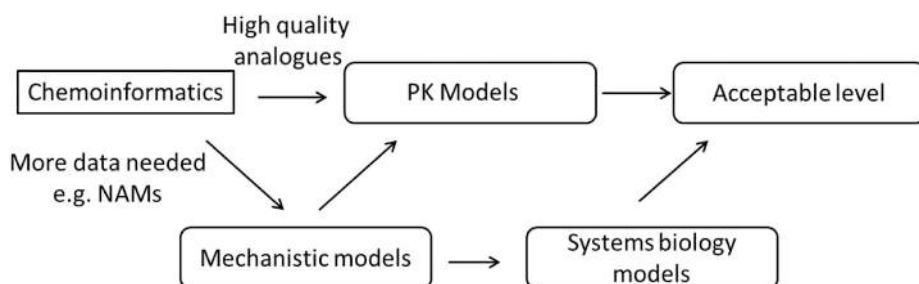 High quality
analogues
Chemoinformatics
PK Models
Acceptable level
More data needed
e.g. NAMs
Mechanistic models
Systems biology
models